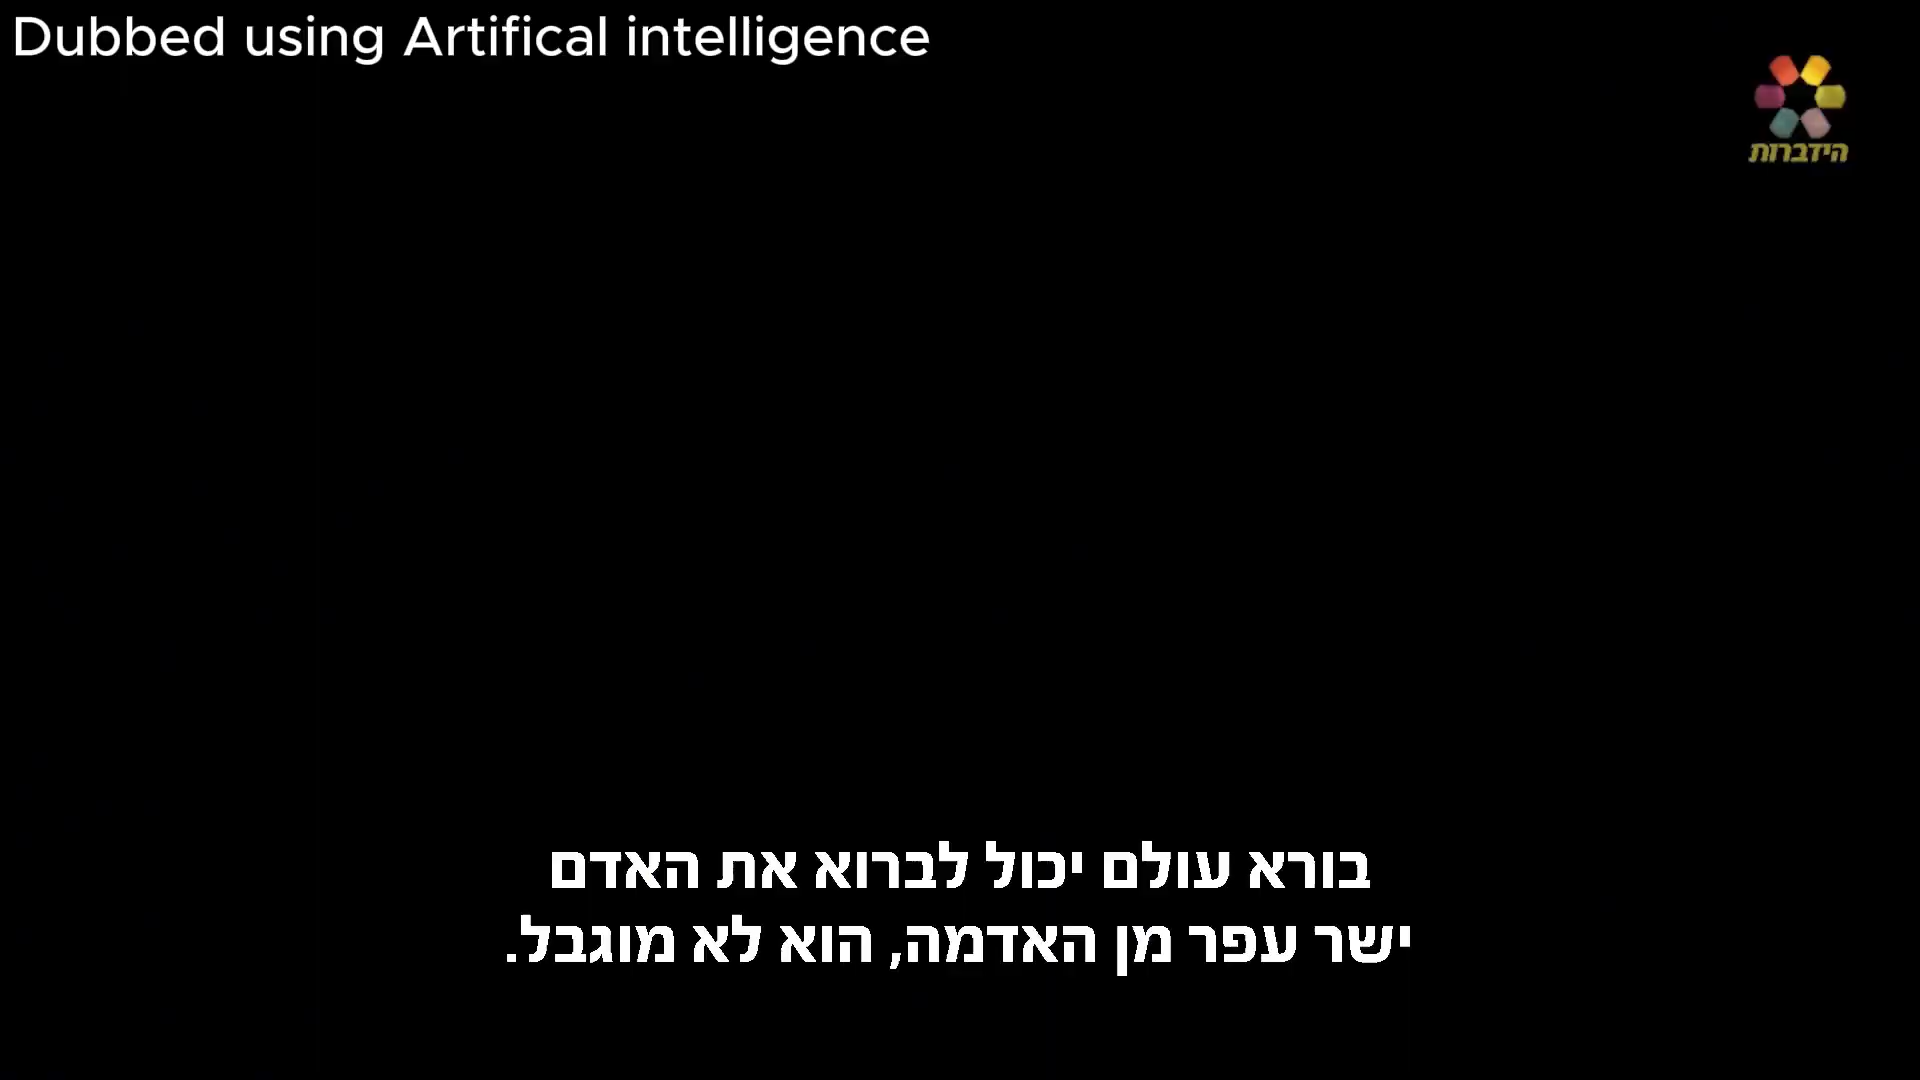 Dubbed using Artifical intelligence
הידברות
בורא עולם יכול לברוא את האדם
ישר עפר מן האדמה, הוא לא מוגבל.